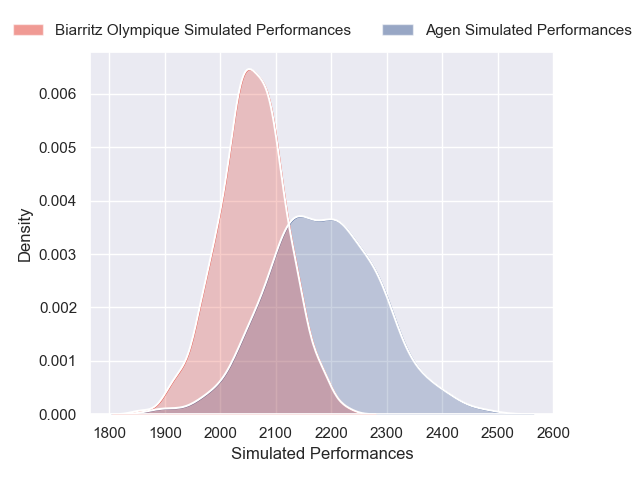 Biarritz Olympique Simulated Performances
Agen Simulated Performances
0.006
0.005
0.004
0.003
0.002
0.001
0.000
Density
1800 1900 2000 2100 2200 2300 2400 2500 2600
Simulated Performances